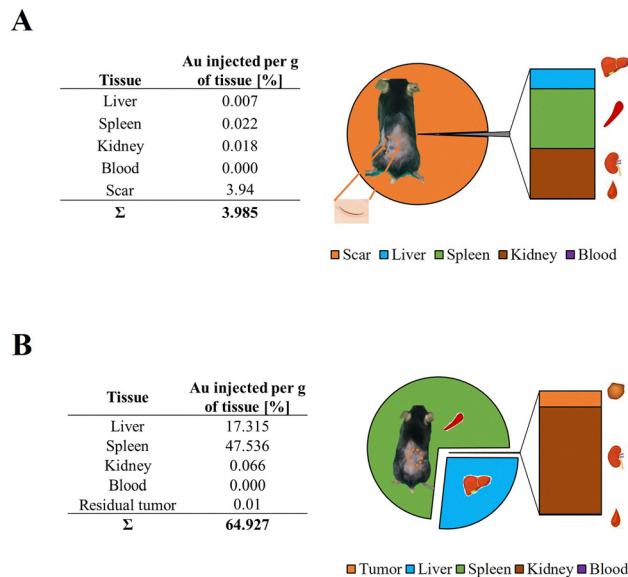 A
Tissue Au injected per g of tissue [%]
Liver 0.007
Spleen 0.022
Kidney 0.018
Blood 0.000
Scar 3.94
Σ 3.985
Scar Liver Spleen Kidney Blood
B
Tissue Au injected per g of tissue [%]
Liver 17.315
Spleen 47.536
Kidney 0.066
Blood 0.000
Residual tumor 0.01
Σ 64.927
Tumor Liver Spleen Kidney Blood